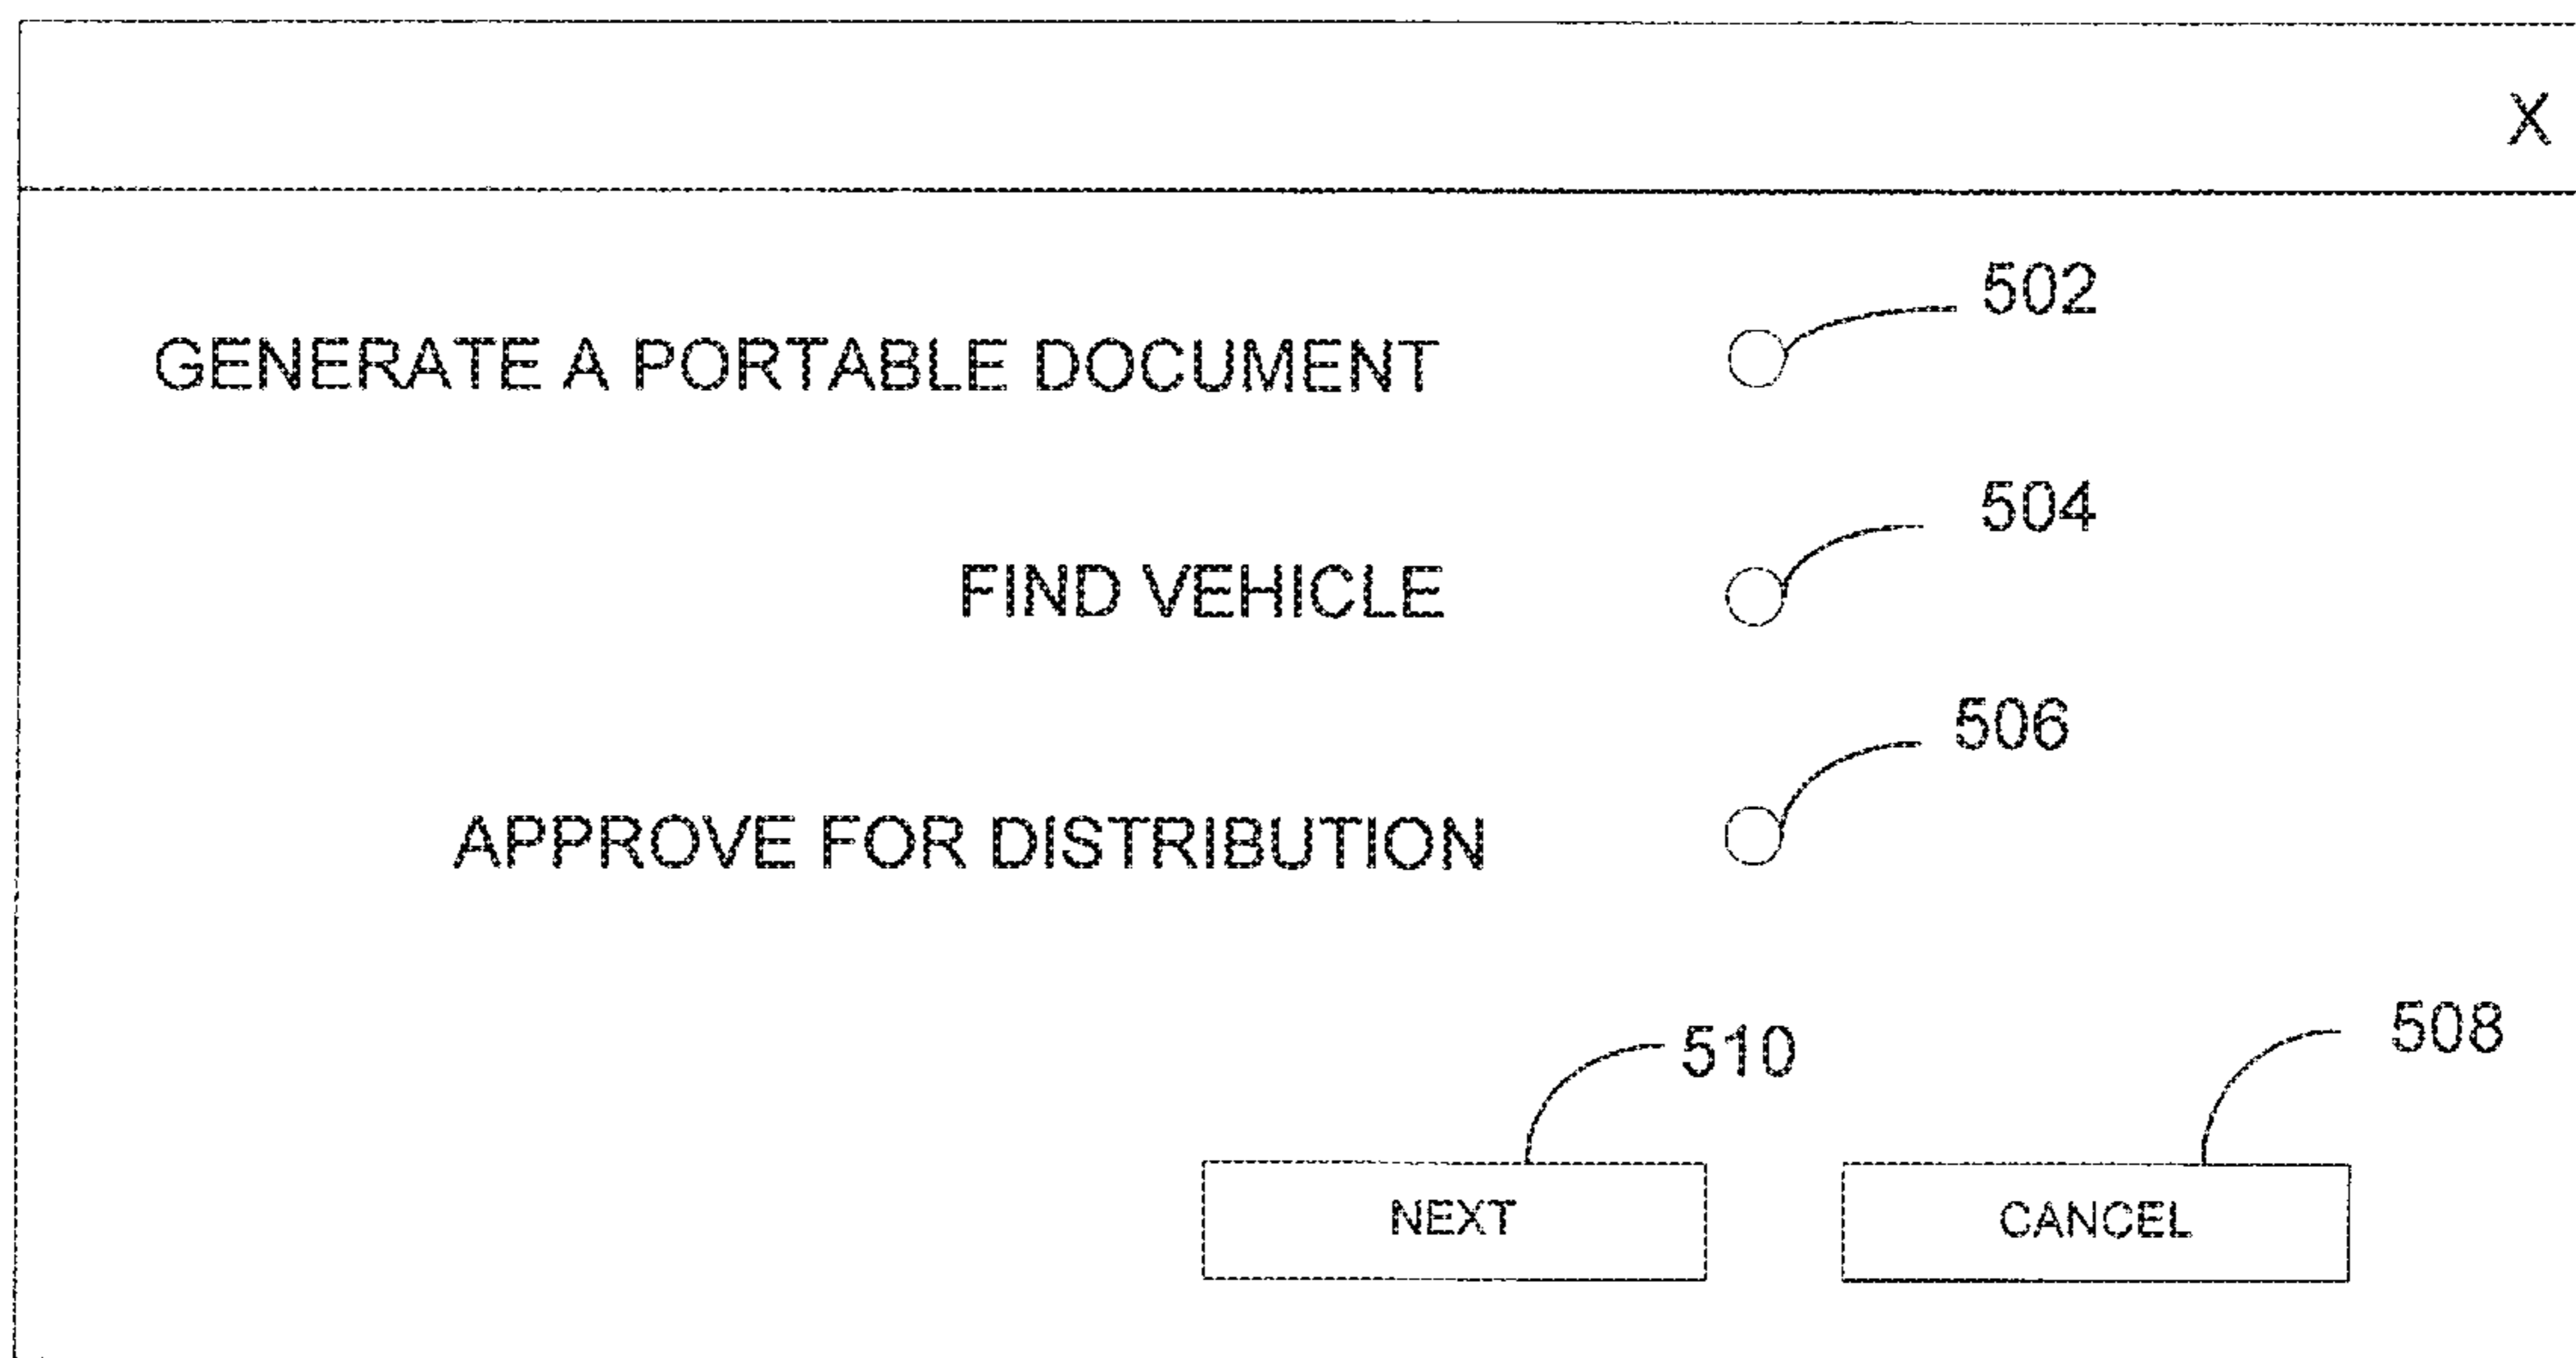 X
502
GENERATE A PORTABLE DOCUMENT
504
FIND VEHICLE
506
APPROVE FOR DISTRIBUTION
510
508
NEXT
CANCEL